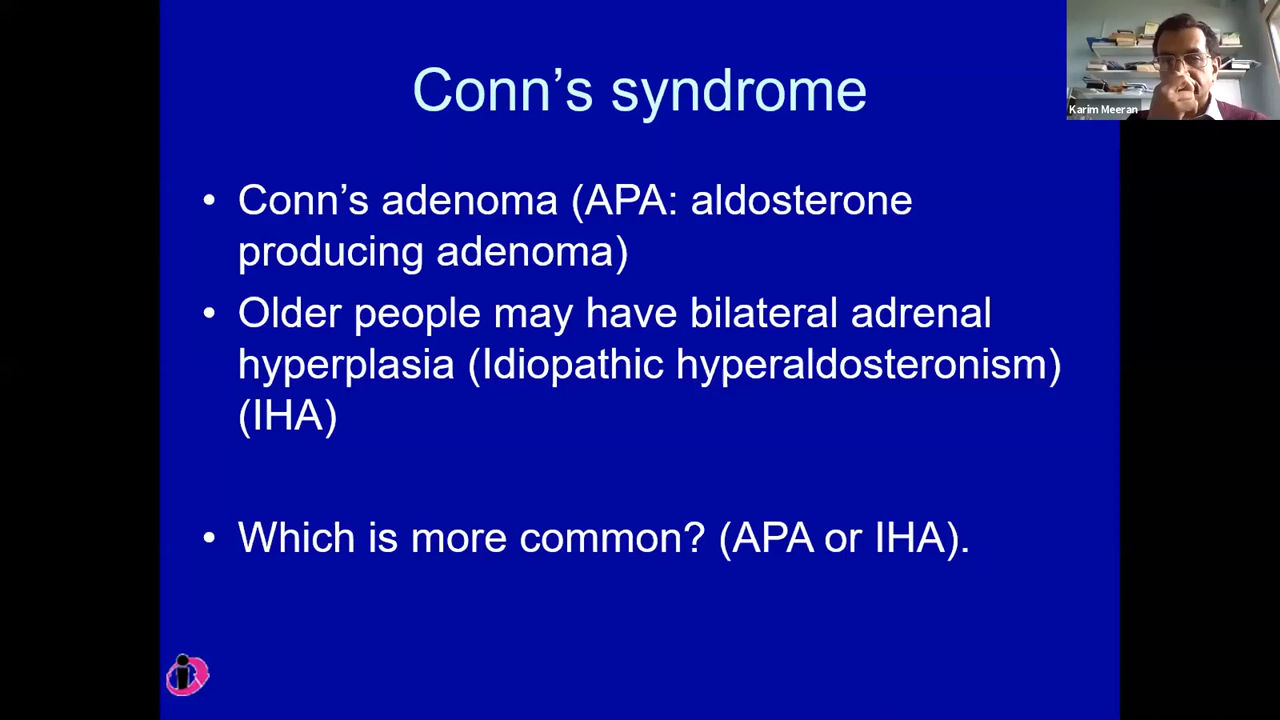 Conn’s syndrome
Karim Meeran
• Conn’s adenoma (APA: aldosterone
producing adenoma)
• Older people may have bilateral adrenal
hyperplasia (Idiopathic hyperaldosteronism)
(IHA)
• Which is more common? (APA or IHA).